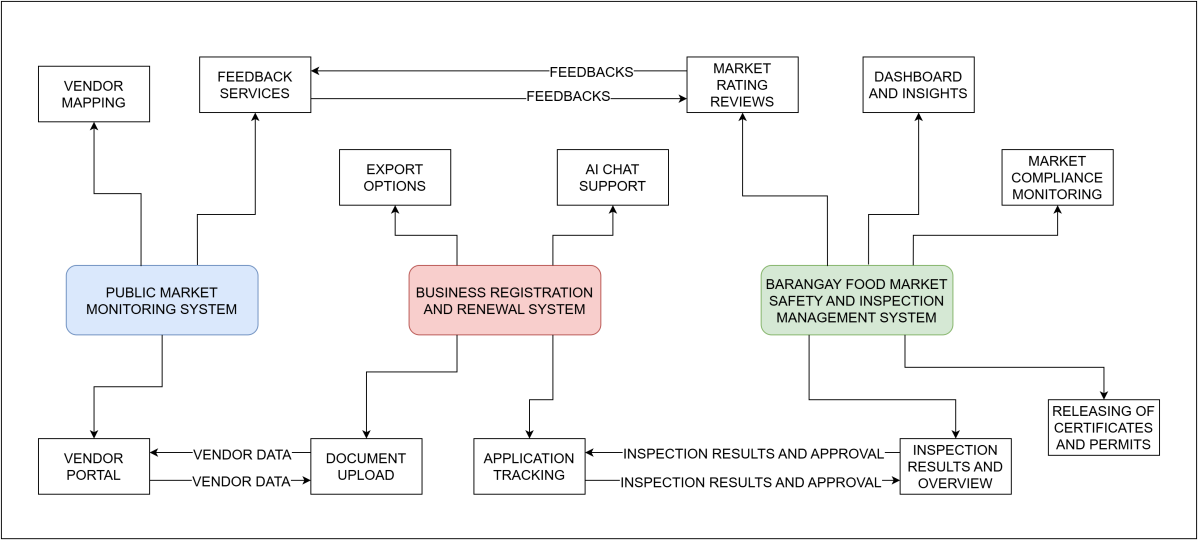 VENDOR
MAPPING
FEEDBACK
SERVICES
FEEDBACKS
FEEDBACKS
MARKET
RATING
REVIEWS
DASHBOARD
AND INSIGHTS
EXPORT
OPTIONS
AI CHAT
SUPPORT
MARKET
COMPLIANCE
MONITORING
PUBLIC MARKET
MONITORING SYSTEM
BUSINESS REGISTRATION
AND RENEWAL SYSTEM
BARANGAY FOOD MARKET
SAFETY AND INSPECTION
MANAGEMENT SYSTEM
RELEASING OF
CERTIFICATES
AND PERMITS
VENDOR
PORTAL
VENDOR DATA
VENDOR DATA
DOCUMENT
UPLOAD
APPLICATION
TRACKING
INSPECTION RESULTS AND APPROVAL
INSPECTION RESULTS AND APPROVAL
INSPECTION
RESULTS AND
OVERVIEW